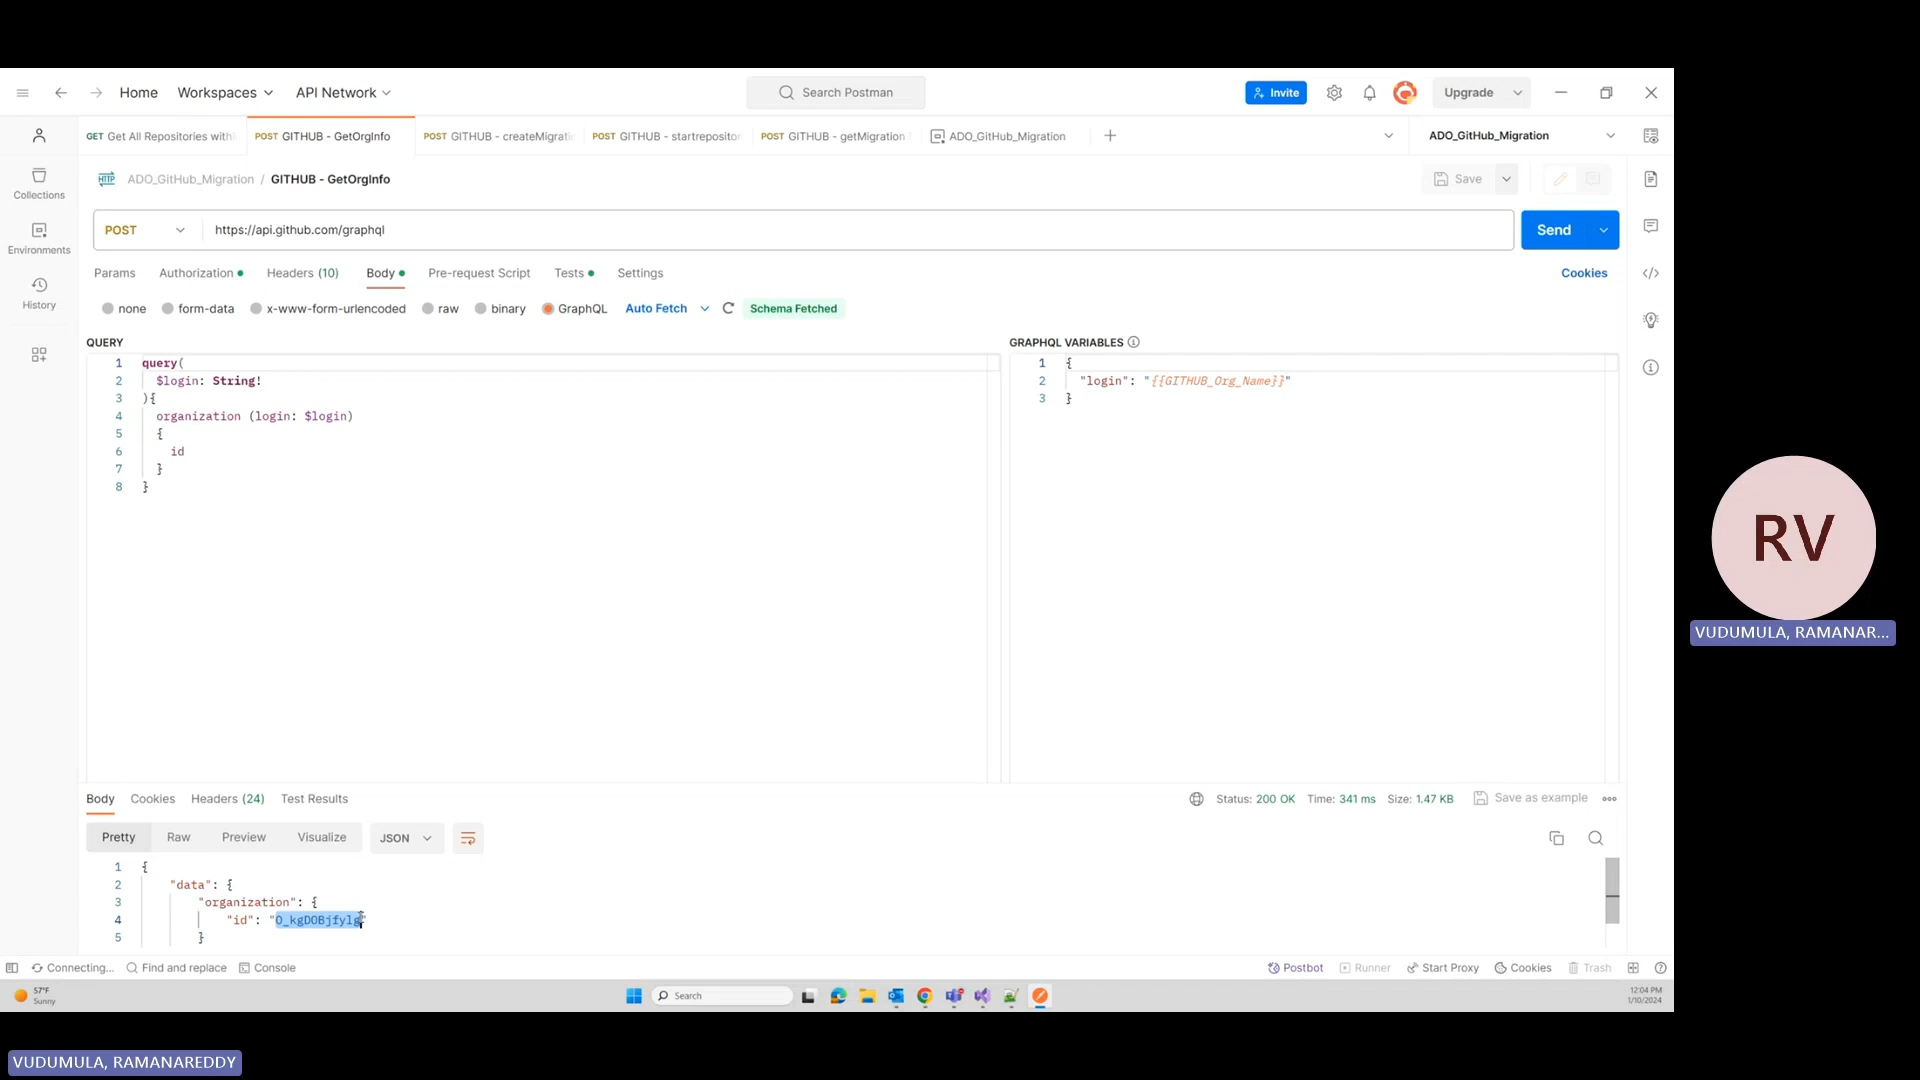 Home Workspaces API Network Search Postman Invite Upgrade
GET Get All Repositories with POST GITHUB - GetOrgInfo POST GITHUB - createMigrati POST GITHUB - startrepositor POST GITHUB - getMigration ADO_GitHub_Migration ADO_GitHub_Migration
HTTP ADO_GitHub_Migration / GITHUB - GetOrgInfo Save
Collections
Environments
History
POST https://api.github.com/graphql Send
Params Authorization Headers (10) Body Pre-request Script Tests Settings Cookies
none form-data x-www-form-urlencoded raw binary GraphQL Auto Fetch Schema Fetched
QUERY
1 query(
2 $login: String!
3 ){
4 organization (login: $login)
5 {
6 id
7 }
8 }
GRAPHQL VARIABLES
1 {
2 "login": "{{GITHUB_Org_Name}}"
3 }
Body Cookies Headers (24) Test Results Status: 200 OK Time: 341 ms Size: 1.47 KB Save as example
Pretty Raw Preview Visualize JSON
1 {
2 "data": {
3 "organization": {
4 "id": "O_kgDOBjfylg"
5 }
Connecting... Find and replace Console Postbot Runner Start Proxy Cookies Trash
57°F
Sunny
Search
12:04 PM
1/10/2024
RV
VUDUMULA, RAMANAR...
VUDUMULA, RAMANAREDDY